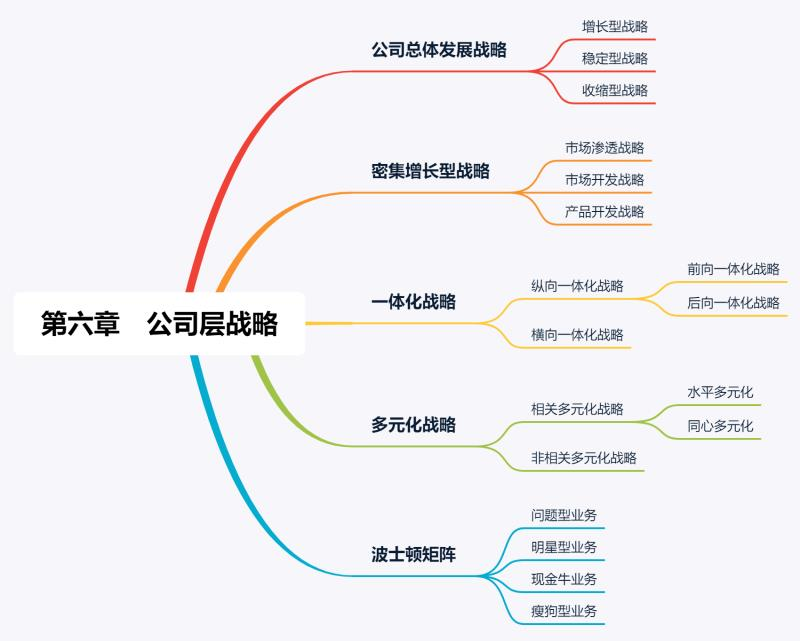 第六章　公司层战略
公司总体发展战略
增长型战略
稳定型战略
收缩型战略
密集增长型战略
市场渗透战略
市场开发战略
产品开发战略
一体化战略
纵向一体化战略
前向一体化战略
后向一体化战略
横向一体化战略
多元化战略
相关多元化战略
水平多元化
同心多元化
非相关多元化战略
波士顿矩阵
问题型业务
明星型业务
现金牛业务
瘦狗型业务